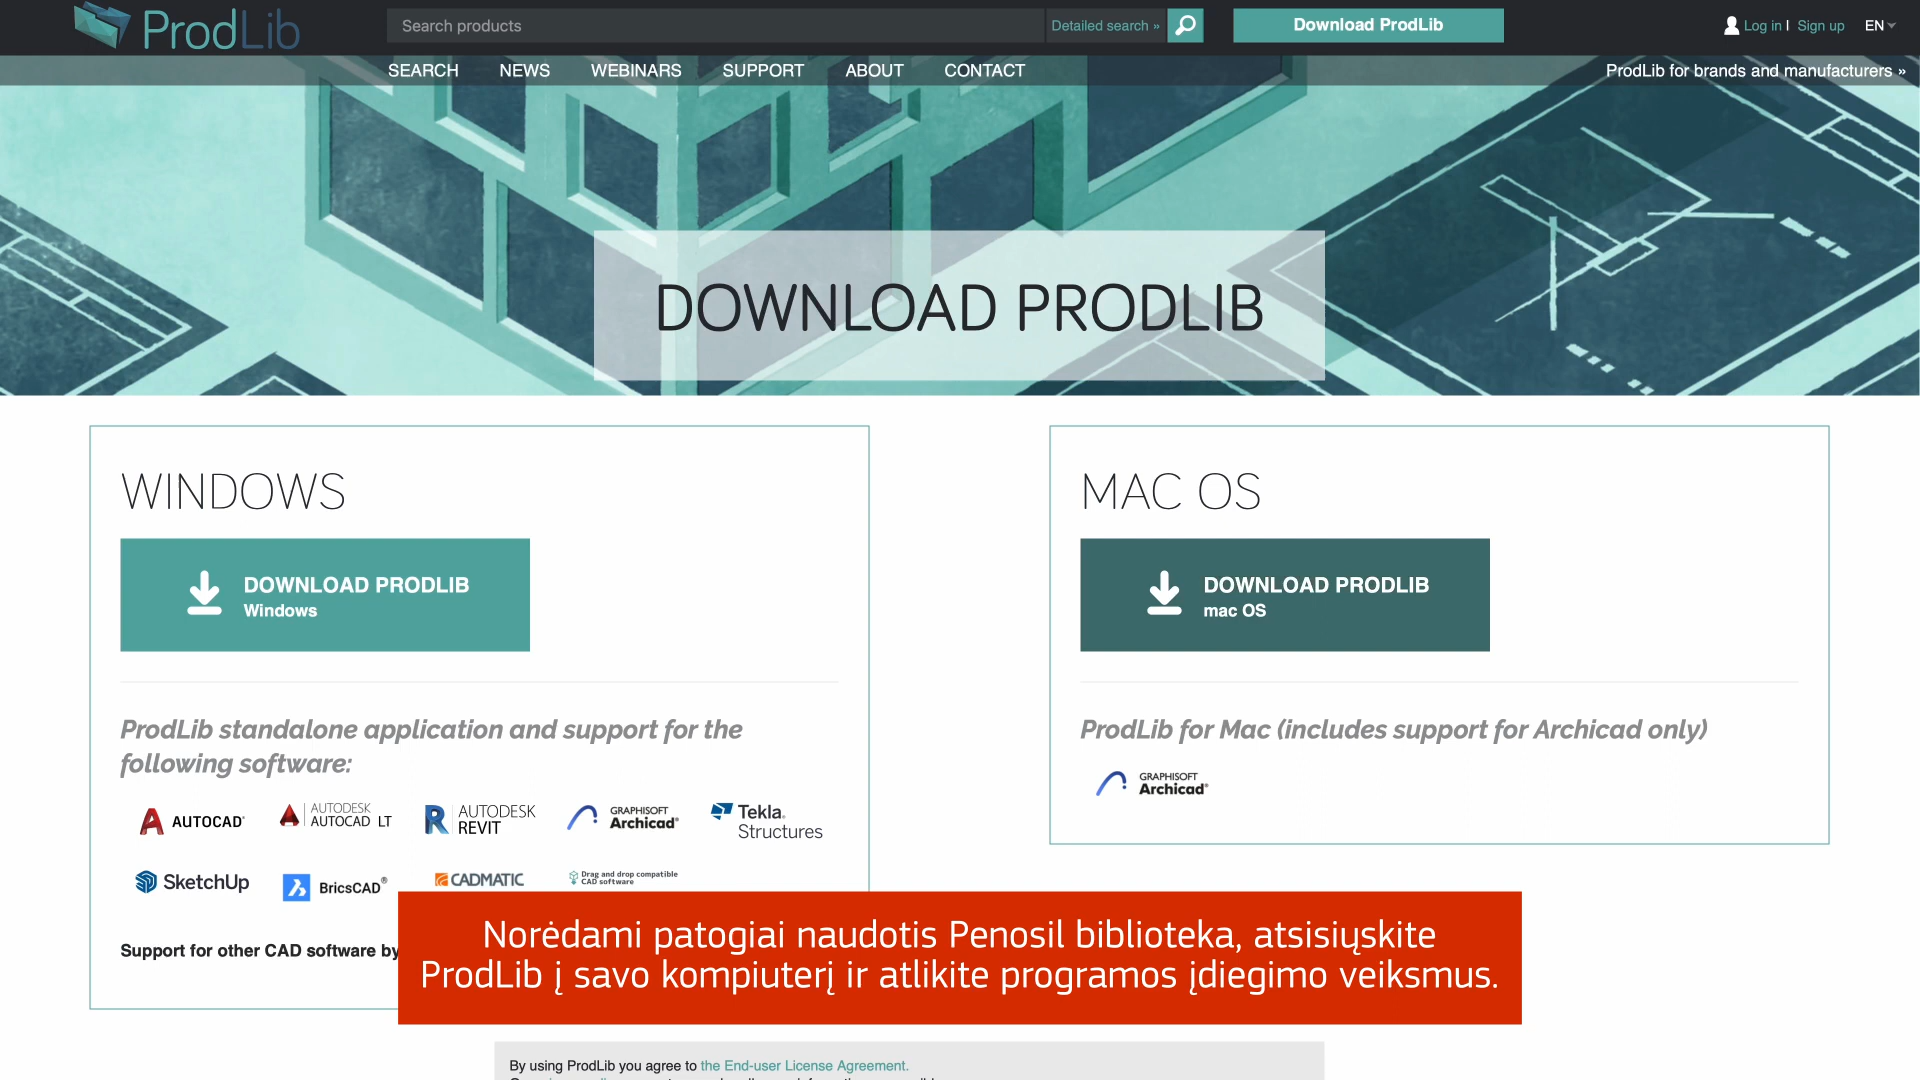 ProdLib
Search products
Detailed search »
Download ProdLib
Log in | Sign up
EN
SEARCH NEWS WEBINARS SUPPORT ABOUT CONTACT
ProdLib for brands and manufacturers »
DOWNLOAD PRODLIB
WINDOWS
DOWNLOAD PRODLIB
Windows
ProdLib standalone application and support for the
following software:
AUTOCAD
AUTODESK
AUTOCAD LT
AUTODESK
REVIT
GRAPHISOFT
Archicad
Tekla
Structures
SketchUp
BricsCAD®
CADMATIC
Drag and drop compatible
CAD software
Support for other CAD software by
MAC OS
DOWNLOAD PRODLIB
mac OS
ProdLib for Mac (includes support for Archicad only)
GRAPHISOFT
Archicad
Norėdami patogiai naudotis Penosil biblioteka, atsisiųskite
ProdLib į savo kompiuterį ir atlikite programos įdiegimo veiksmus.
By using ProdLib you agree to the End-user License Agreement.